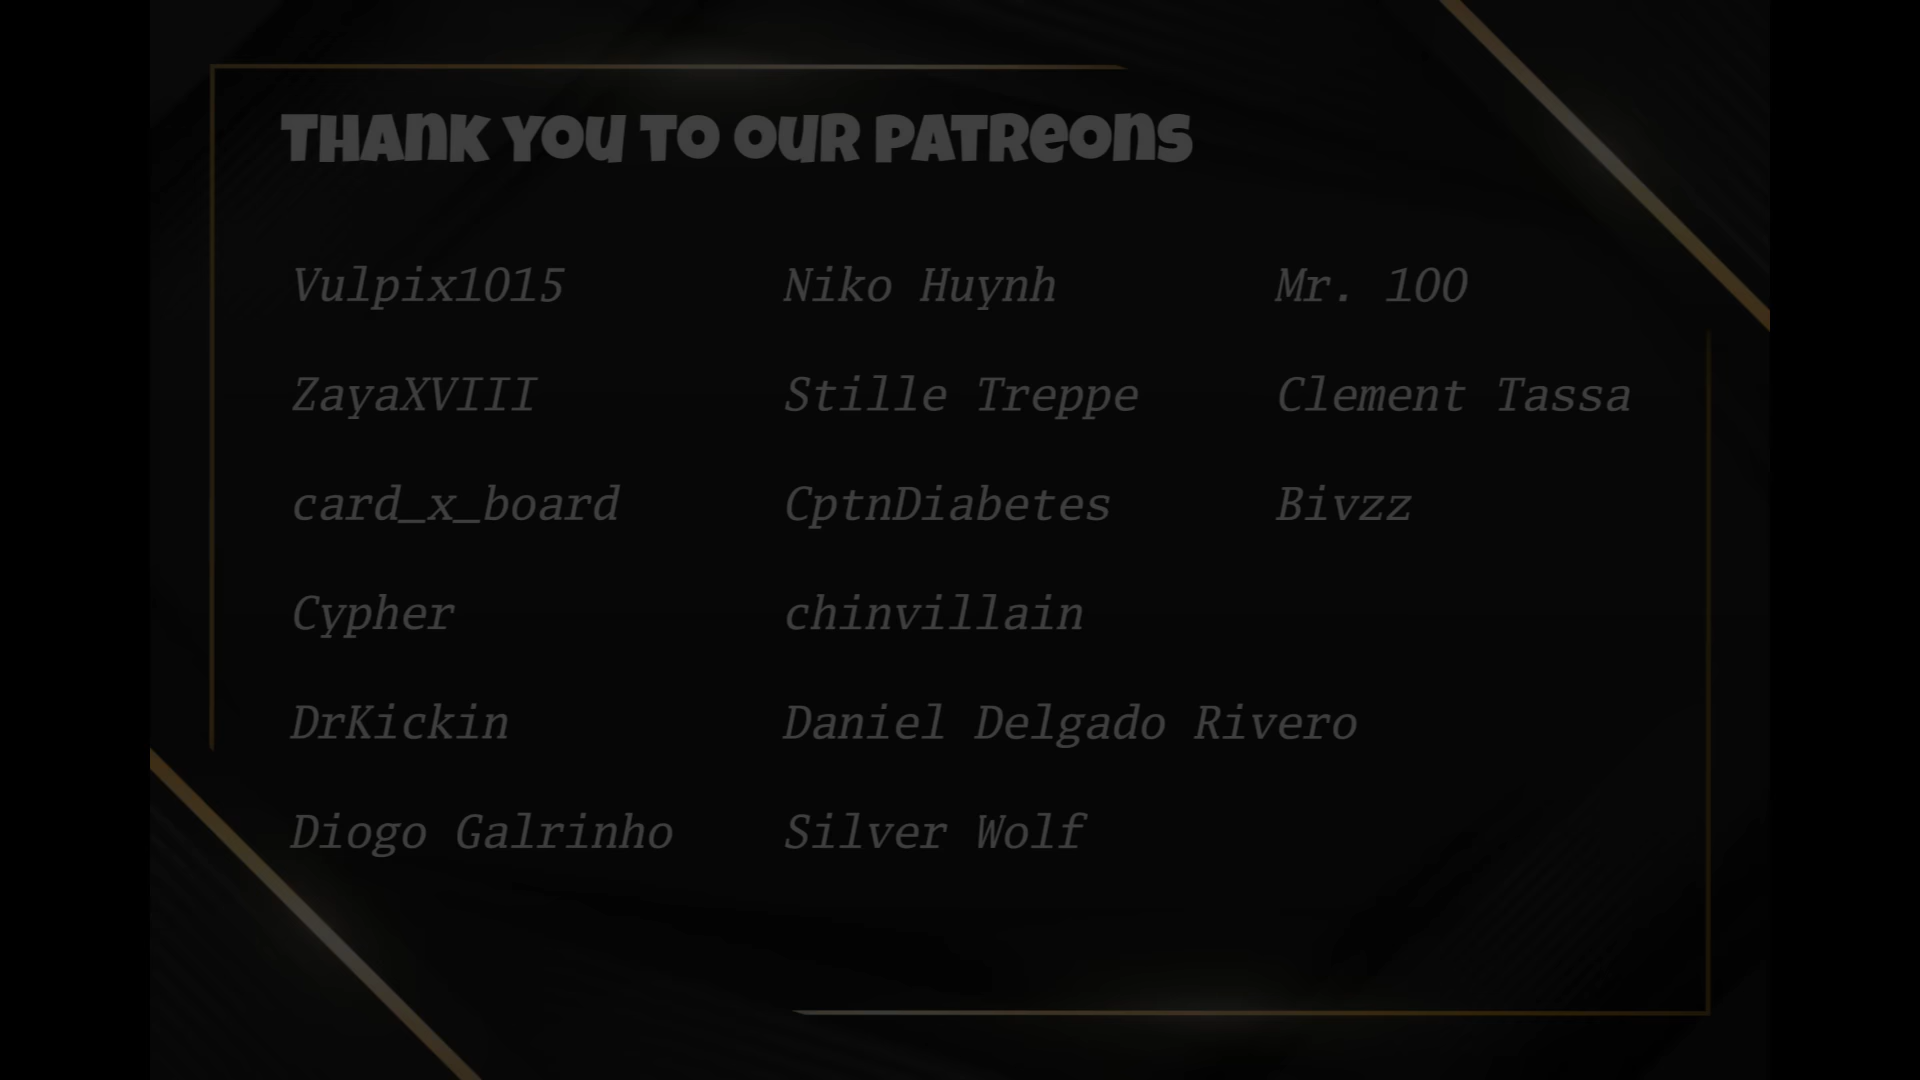 THANK YOU TO OUR PATREONS
Vulpix1015
ZayaXVIII
card_x_board
Cypher
DrKickin
Diogo Galrinho
Niko Huynh
Stille Treppe
CptnDiabetes
chinvillain
Daniel Delgado Rivero
Silver Wolf
Mr. 100
Clement Tassa
Bivzz